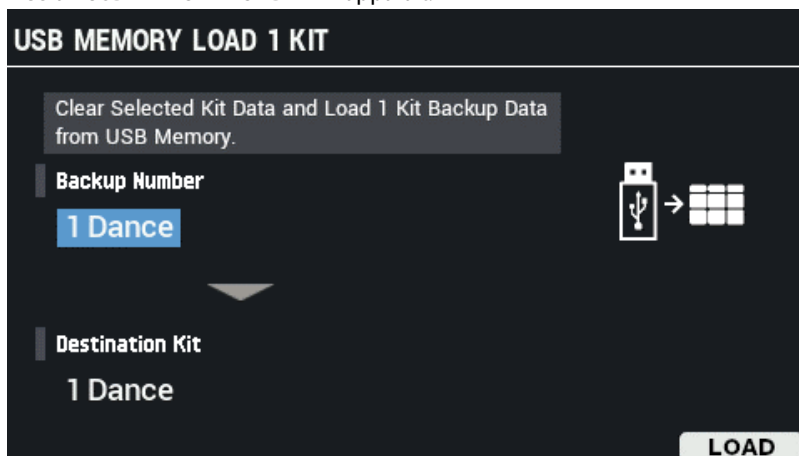 USB MEMORY LOAD 1 KIT
Clear Selected Kit Data and Load 1 Kit Backup Data
from USB Memory.
Backup Number
1 Dance
Destination Kit
1 Dance
LOAD